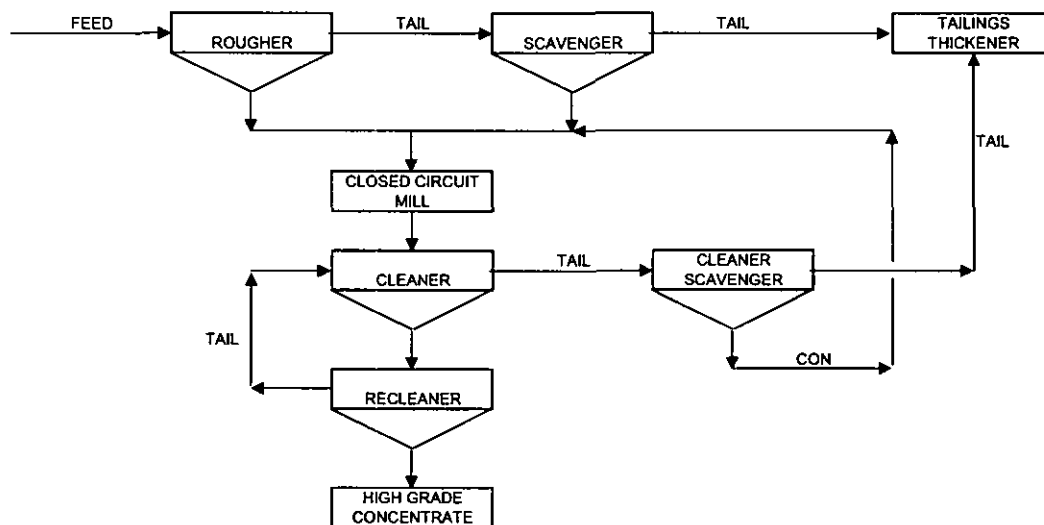 FEED
ROUGHER
TAIL
SCAVENGER
TAIL
TAILINGS
THICKENER
TAIL
CLOSED CIRCUIT
MILL
CLEANER
TAIL
CLEANER
SCAVENGER
TAIL
CON
RECLEANER
HIGH GRADE
CONCENTRATE